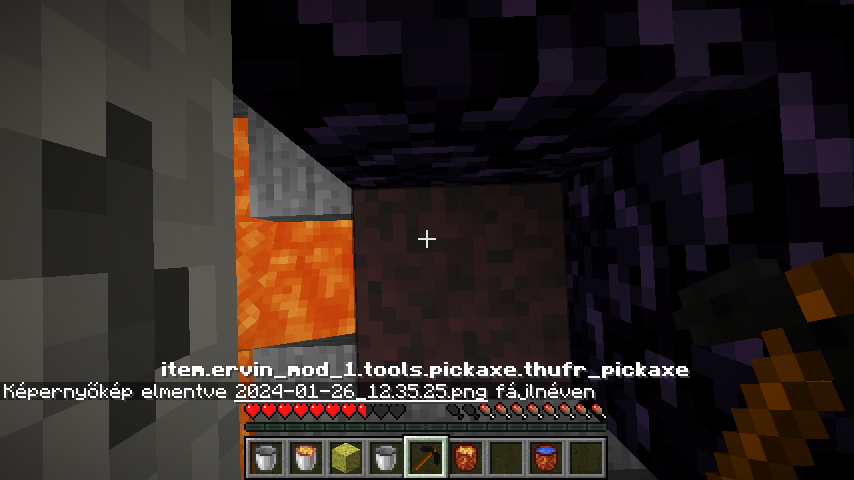 item.ervin_mod_1.tools.pickaxe.thufr_pickaxe
Képernyőkép elmentve 2024-01-26_12.35.25.png fájlnéven